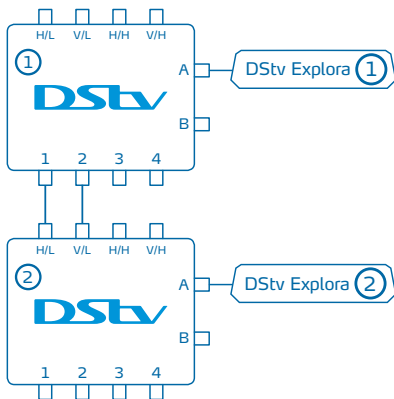 H/L V/L H/H V/H
1
A
DStv Explora 1
DStv
B
1 2 3 4
H/L V/L H/H V/H
2
A
DStv Explora 2
DStv
B
1 2 3 4